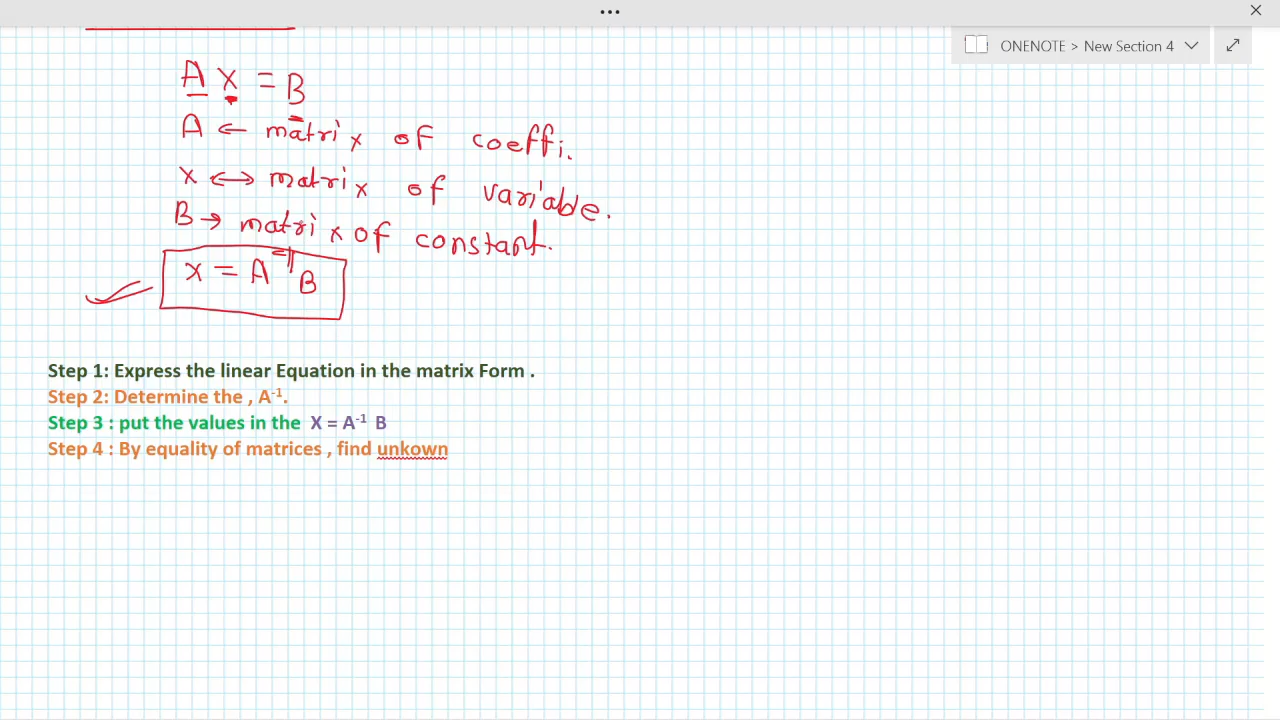 ONENOTE > New Section 4
A x = B
A ← matrix of coeffi.
x ↔ matrix of variable.
B → matrix of constant.
x = A⁻¹ B
Step 1: Express the linear Equation in the matrix Form .
Step 2: Determine the , A⁻¹.
Step 3 : put the values in the X = A⁻¹ B
Step 4 : By equality of matrices , find unkown